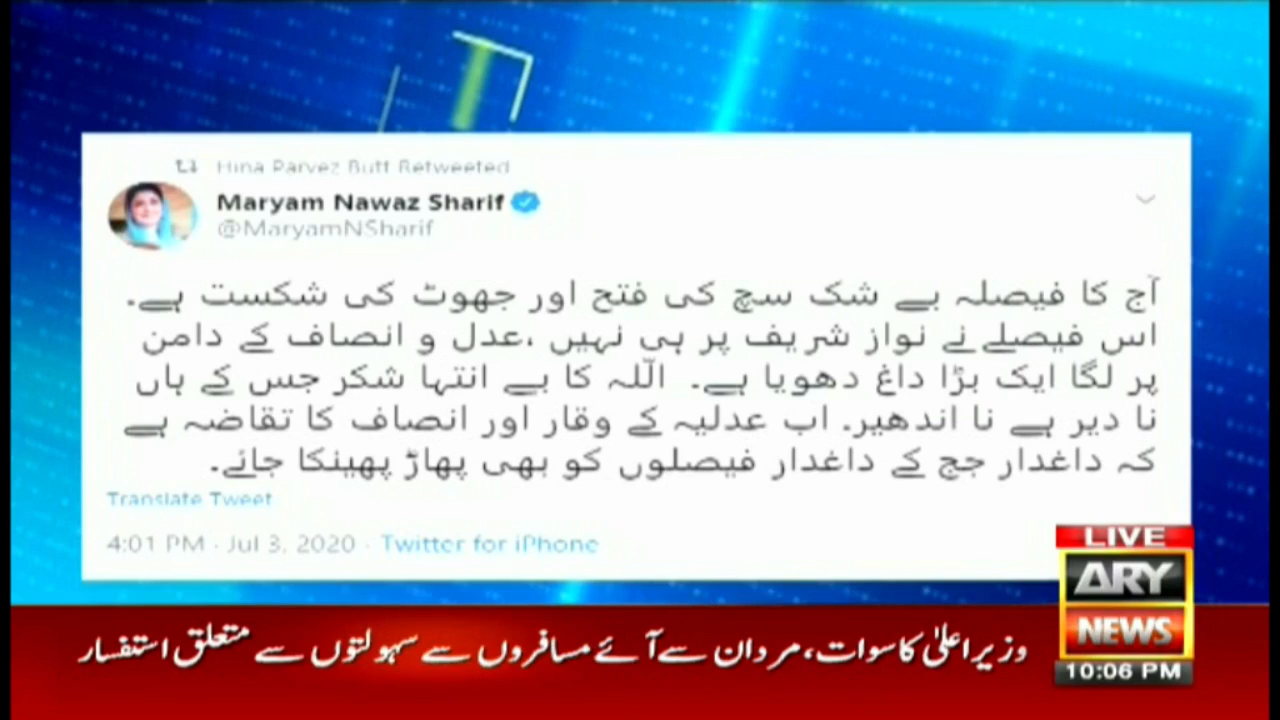 Hina Parvez Butt Retweeted
Maryam Nawaz Sharif
@MaryamNSharif
آج کا فیصلہ بے شک سچ کی فتح اور جھوٹ کی شکست ہے۔
اس فیصلے نے نواز شریف پر ہی نہیں ،عدل و انصاف کے دامن
پر لگا ایک بڑا داغ دھویا ہے۔ اللّہ کا بے انتہا شکر جس کے ہاں
نا دیر ہے نا اندھیر۔ اب عدلیہ کے وقار اور انصاف کا تقاضہ ہے
کہ داغدار جج کے داغدار فیصلوں کو بھی پھاڑ پھینکا جائے۔
Translate Tweet
4:01 PM · Jul 3, 2020 · Twitter for iPhone
LIVE
ARY
NEWS
10:06 PM
وزیراعلیٰ کا سوات، مردان سے آئے مسافروں سے سہولتوں سے متعلق استفسار